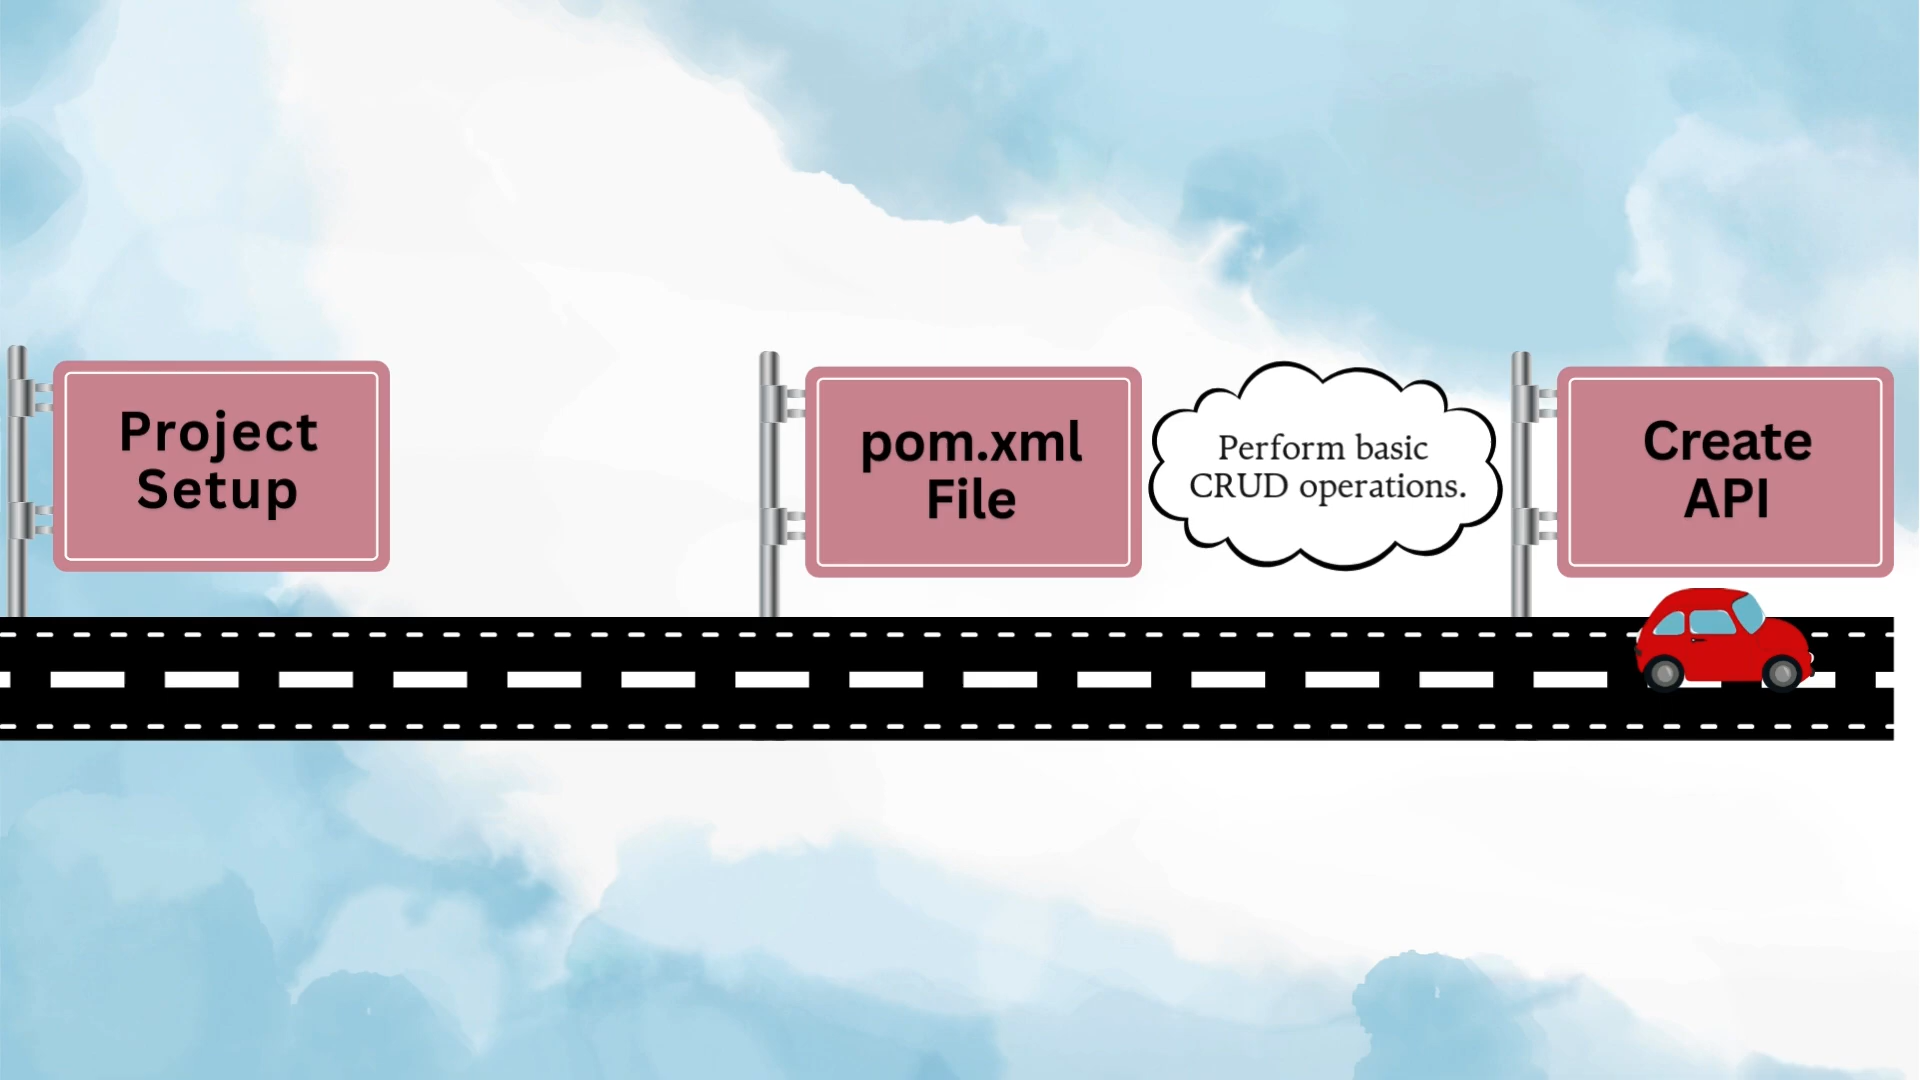 Project
Setup
pom.xml
File
Perform basic
CRUD operations.
Create
API